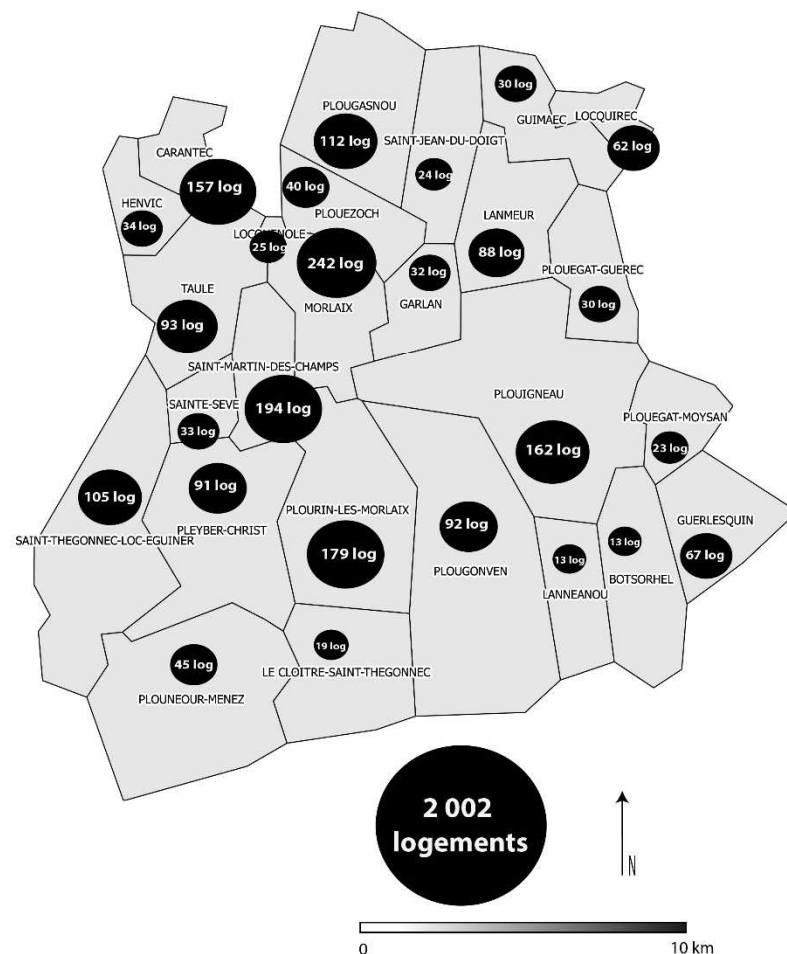 30 log
GUIMAEC
LOCQUIREC
62 log
PLOUGASNOU
112 log
SAINT-JEAN-DU-DOIGT
24 log
CARANTEC
157 log
40 log
PLOUEZOCH
HENVIC
34 log
LOCQUENOLE
25 log
LANMEUR
88 log
242 log
MORLAIX
32 log
GARLAN
PLOUEGAT-GUEREC
30 log
TAULE
93 log
SAINT-MARTIN-DES-CHAMPS
194 log
SAINTE-SEVE
33 log
PLOUIGNEAU
162 log
PLOUEGAT-MOYSAN
23 log
105 log
SAINT-THEGONNEC-LOC-EGUINER
91 log
PLEYBER-CHRIST
PLOURIN-LES-MORLAIX
179 log
92 log
PLOUGONVEN
13 log
LANNEANOU
13 log
BOTSORHEL
GUERLESQUIN
67 log
45 log
PLOUNEOUR-MENEZ
19 log
LE CLOITRE-SAINT-THEGONNEC
2 002
logements
N
0
10 km